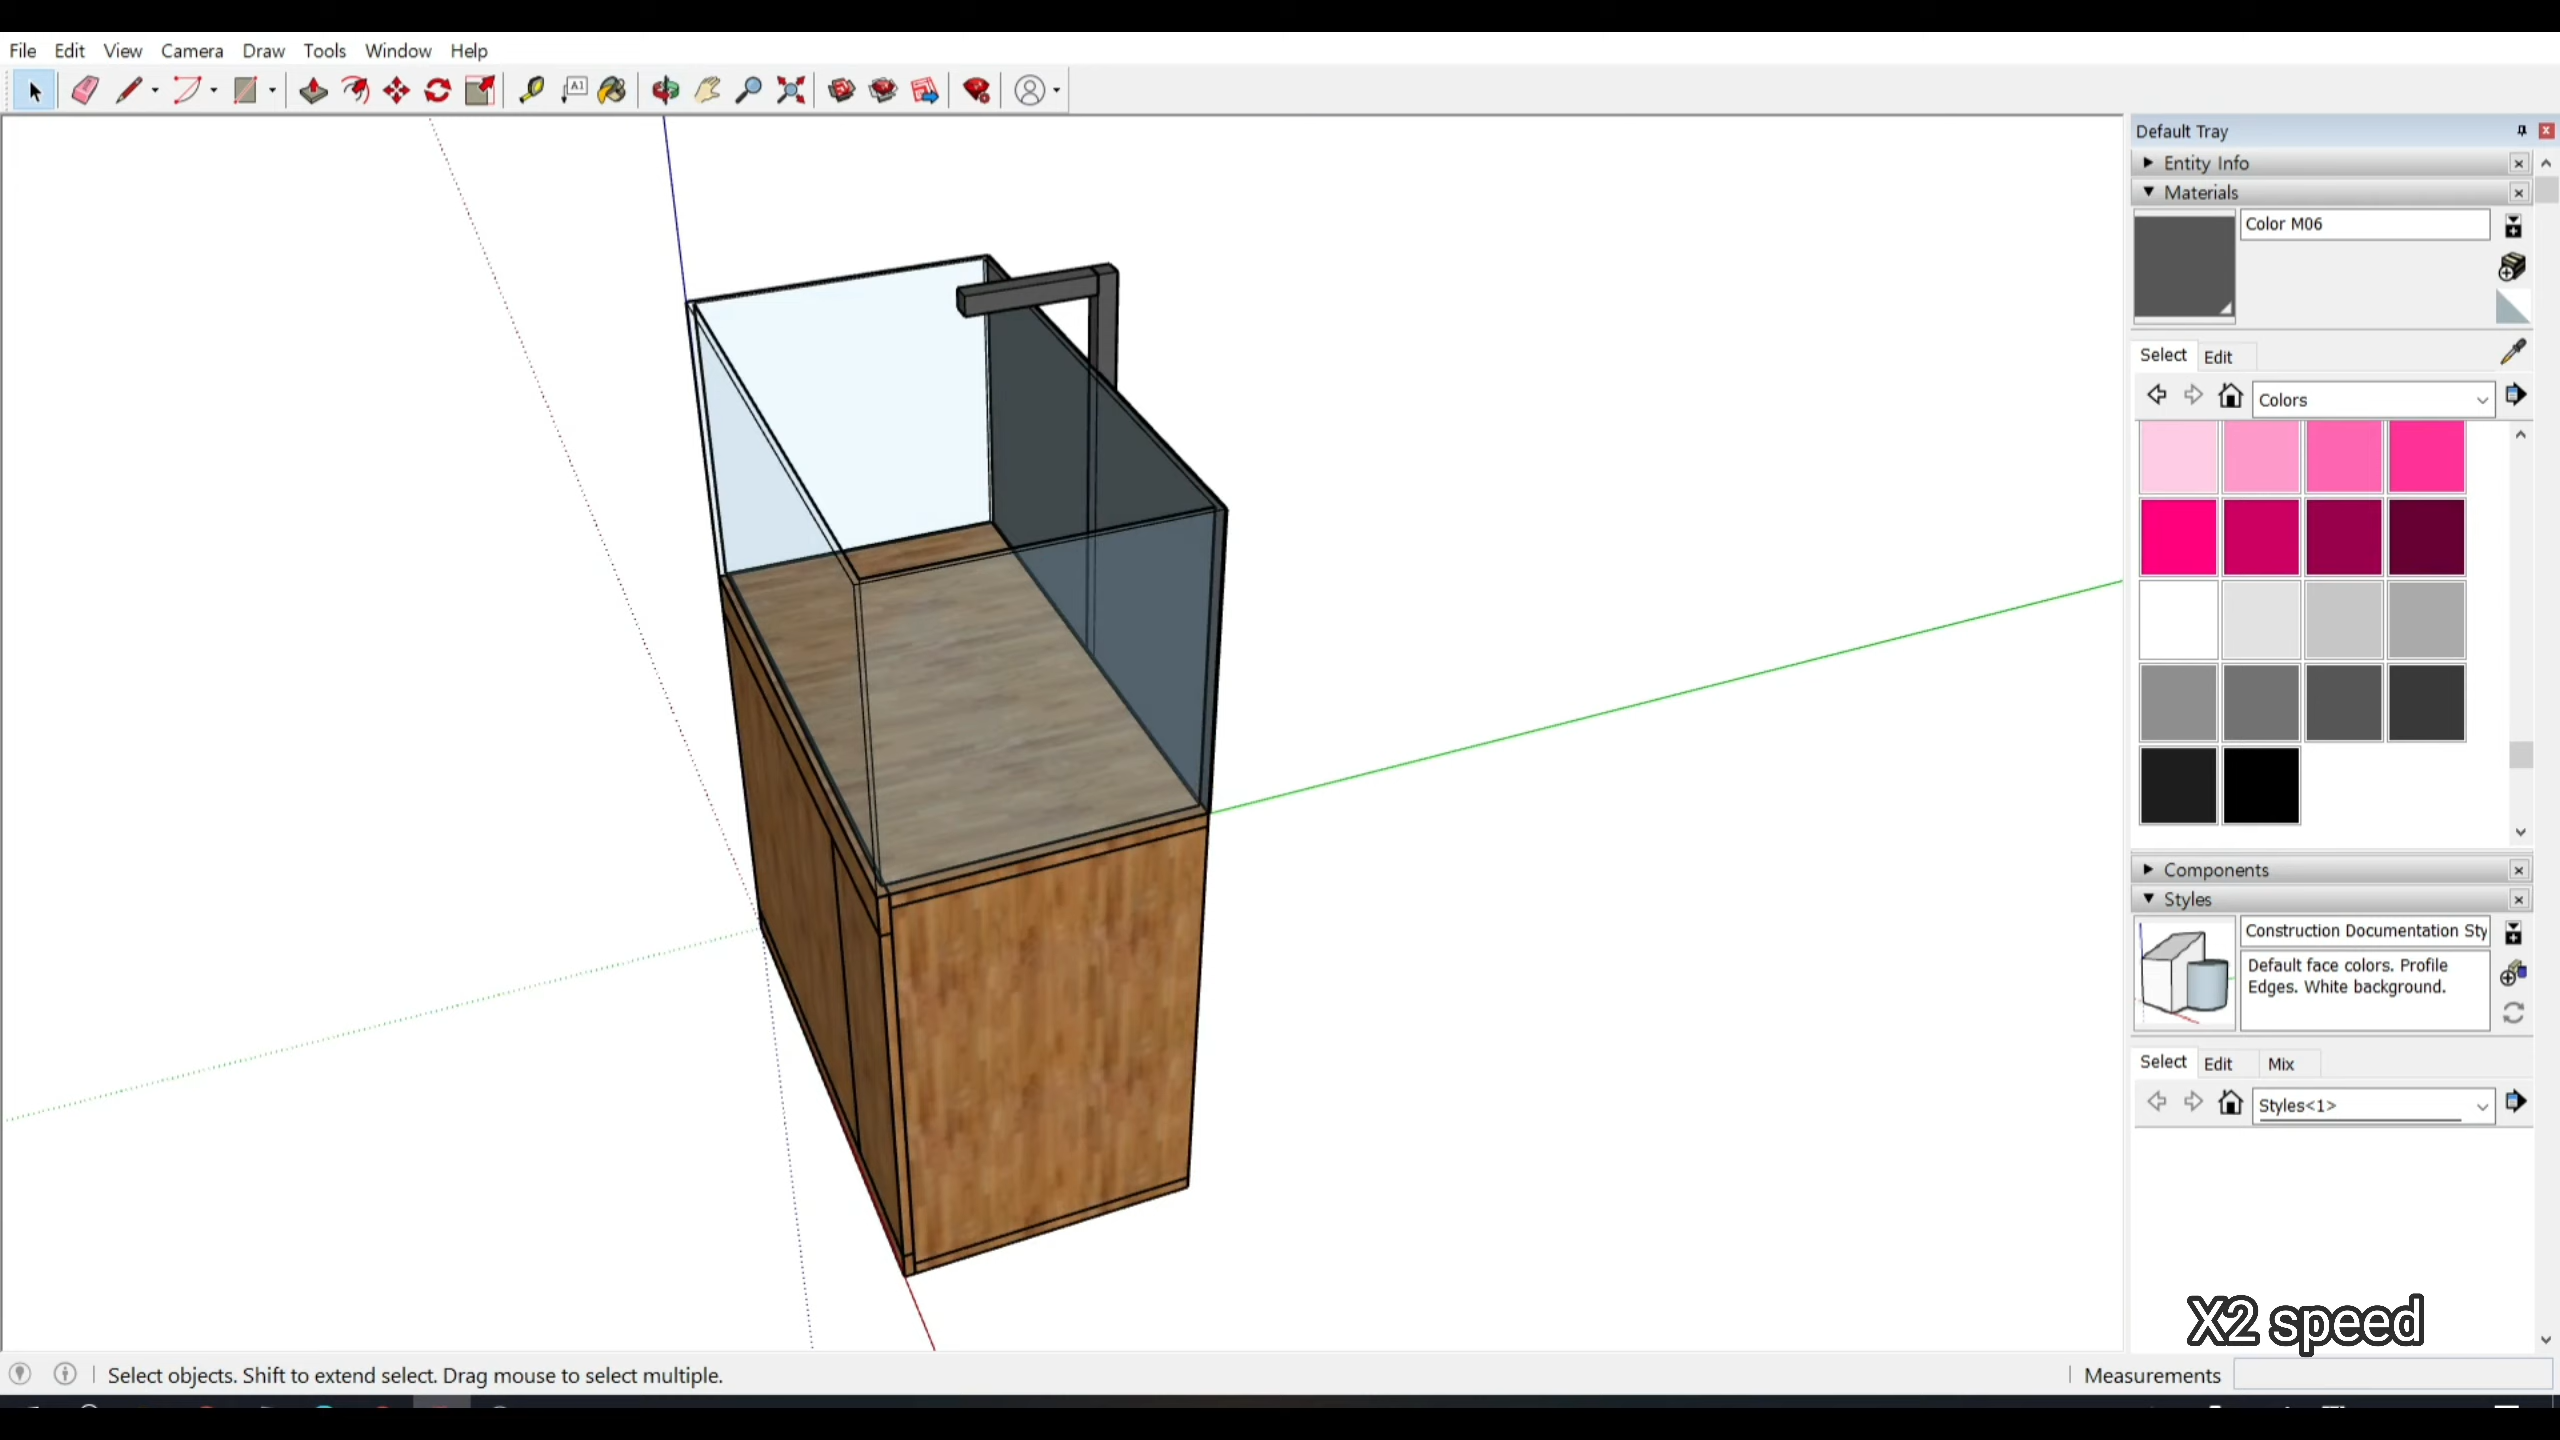 File Edit View Camera Draw Tools Window Help
A1
Default Tray
Entity Info
Materials
Color M06
Select Edit
Colors
Components
Styles
Construction Documentation Sty
Default face colors. Profile
Edges. White background.
Select Edit Mix
Styles<1>
X2 speed
Select objects. Shift to extend select. Drag mouse to select multiple.
Measurements